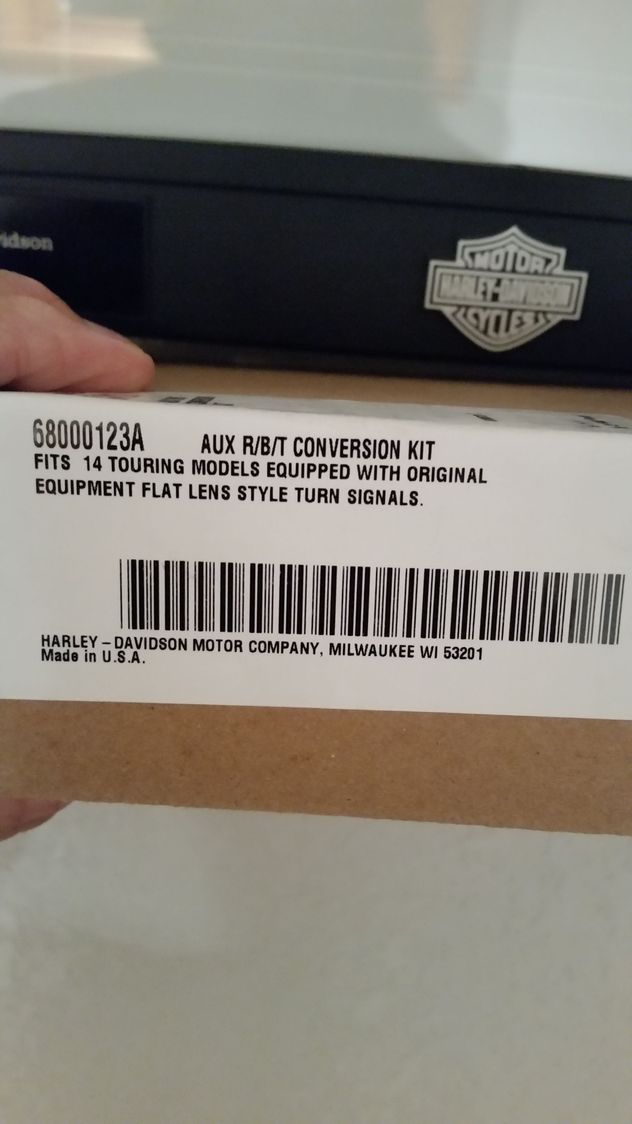 idson
MOTOR
HARLEY-DAVIDSON
CYCLES
68000123A AUX R/B/T CONVERSION KIT
FITS 14 TOURING MODELS EQUIPPED WITH ORIGINAL
EQUIPMENT FLAT LENS STYLE TURN SIGNALS.
HARLEY-DAVIDSON MOTOR COMPANY, MILWAUKEE WI 53201
Made in U.S.A.